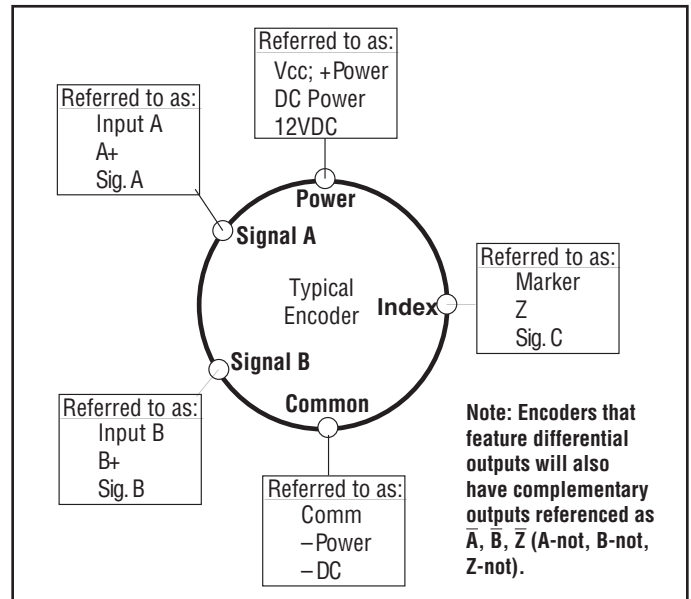 Referred to as:
Vcc; +Power
DC Power
12VDC
Referred to as:
Input A
A+
Sig. A
Power
Signal A
Referred to as:
Marker
Z
Sig. C
Typical
Encoder
Index
Signal B
Common
Referred to as:
Input B
B+
Sig. B
Referred to as:
Comm
–Power
–DC
Note: Encoders that
feature differential
outputs will also
have complementary
outputs referenced as
A̅, B̅, Z̅ (A-not, B-not,
Z-not).